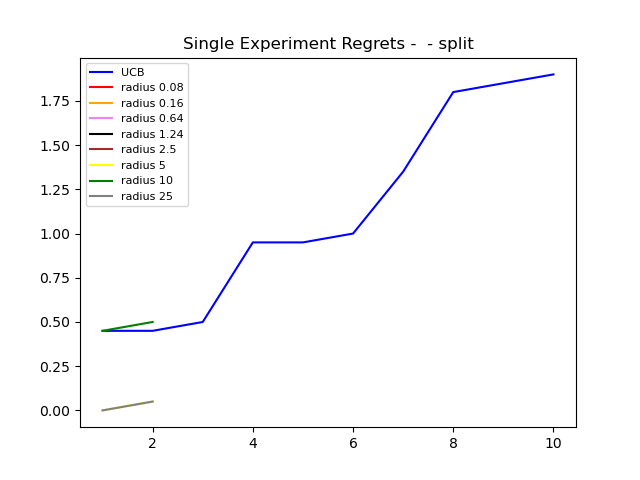 Single Experiment Regrets -  - split
UCB
radius 0.08
radius 0.16
radius 0.64
radius 1.24
radius 2.5
radius 5
radius 10
radius 25
1.75
1.50
1.25
1.00
0.75
0.50
0.25
0.00
2
4
6
8
10